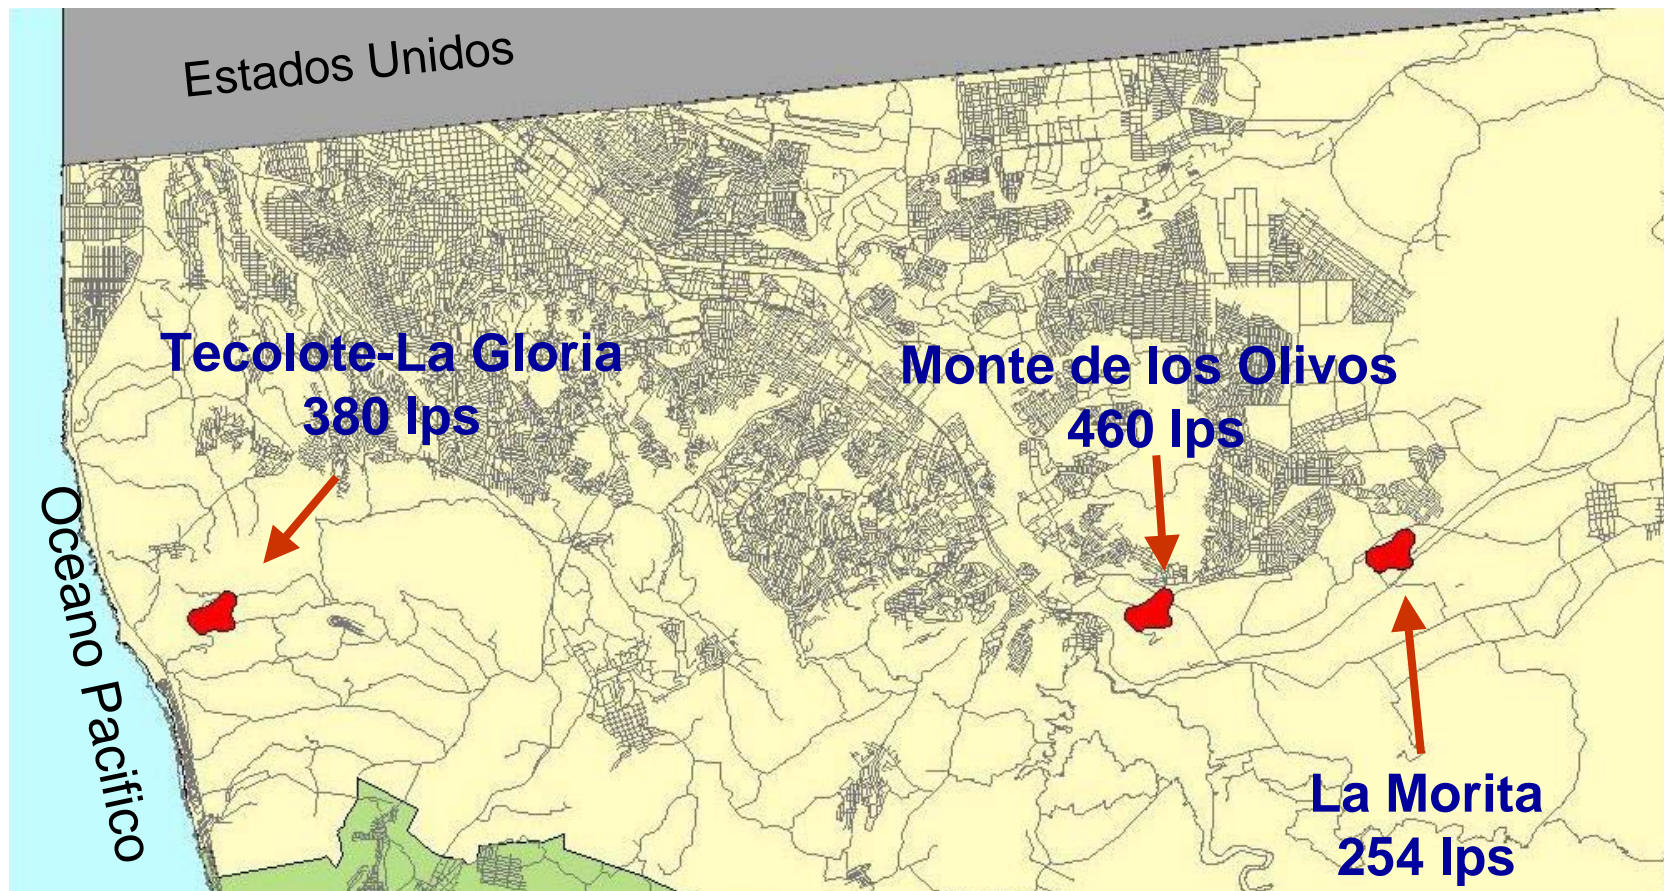 Estados Unidos
Tecolote-La Gloria
380 lps
Monte de los Olivos
460 lps
Oceano Pacifico
La Morita
254 lps